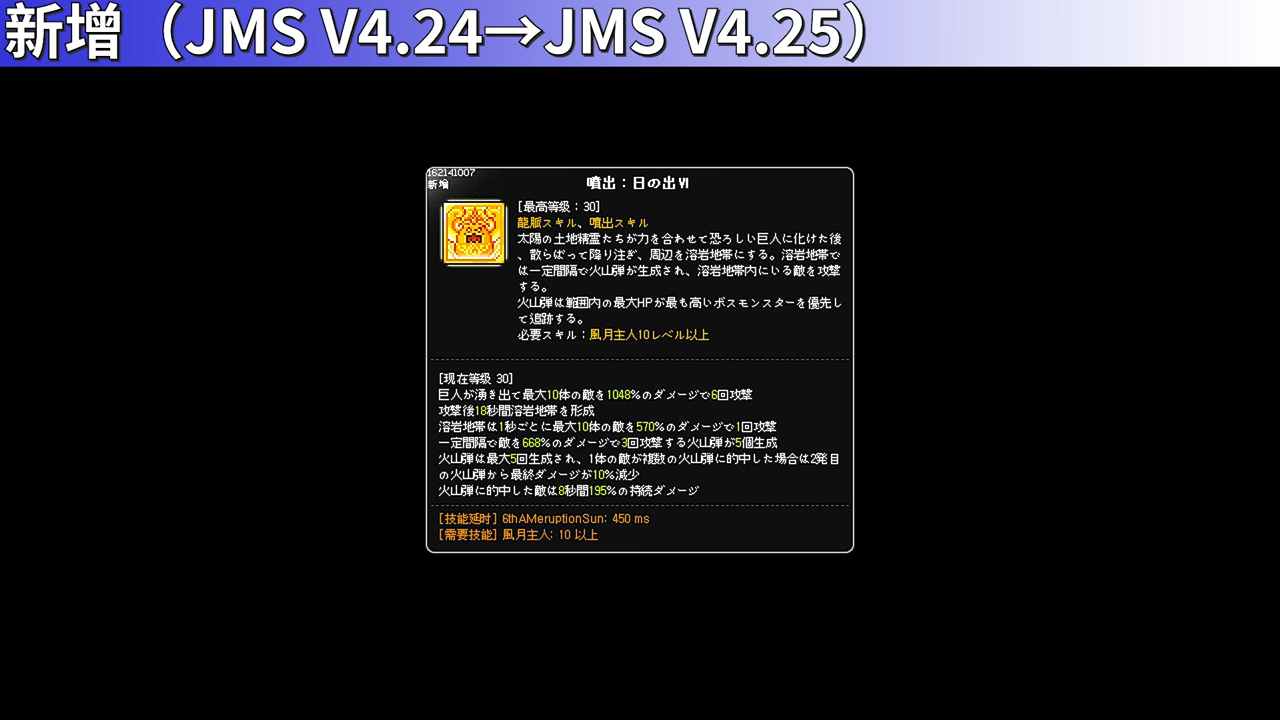 新增（JMS V4.24→JMS V4.25）
162141007
新增
噴出：日の出Ⅵ
[最高等级：30]
龍脈スキル、噴出スキル
太陽の土地精霊たちが力を合わせて恐ろしい巨人に化けた後
、散らばって降り注ぎ、周辺を溶岩地帯にする。溶岩地帯で
は一定間隔で火山弾が生成され、溶岩地帯内にいる敵を攻撃
する。
火山弾は範囲内の最大HPが最も高いボスモンスターを優先し
て追跡する。
必要スキル：風月主人10レベル以上
[现在等级 30]
巨人が湧き出て最大10体の敵を1048%のダメージで6回攻撃
攻撃後18秒間溶岩地帯を形成
溶岩地帯は1秒ごとに最大10体の敵を570%のダメージで1回攻撃
一定間隔で敵を668%のダメージで3回攻撃する火山弾が5個生成
火山弾は最大5回生成され、1体の敵が複数の火山弾に的中した場合は2発目
の火山弾から最終ダメージが10%減少
火山弾に的中した敵は8秒間195%の持続ダメージ
[技能延时] 6thAMeruptionSun: 450 ms
[需要技能] 風月主人: 10 以上